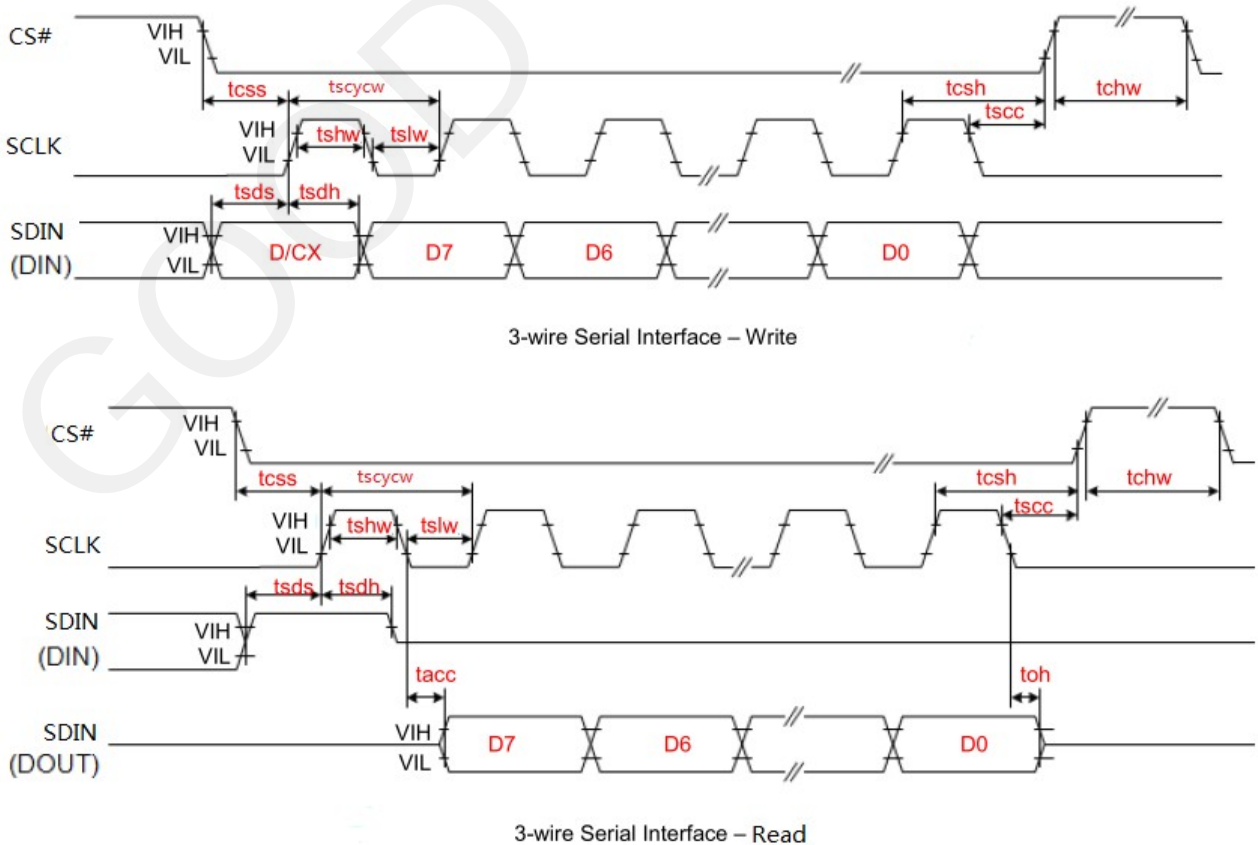 CS#
VIH
VIL
tcss
tscycw
tcsh
tscc
tchw
SCLK
VIH
VIL
tshw
tslw
tsds
tsdh
SDIN
(DIN)
VIH
VIL
D/CX
D7
D6
D0
3-wire Serial Interface – Write
CS#
VIH
VIL
tcss
tscycw
tcsh
tscc
tchw
SCLK
VIH
VIL
tshw
tslw
tsds
tsdh
SDIN
(DIN)
VIH
VIL
tacc
toh
SDIN
(DOUT)
VIH
VIL
D7
D6
D0
3-wire Serial Interface – Read
GOOD